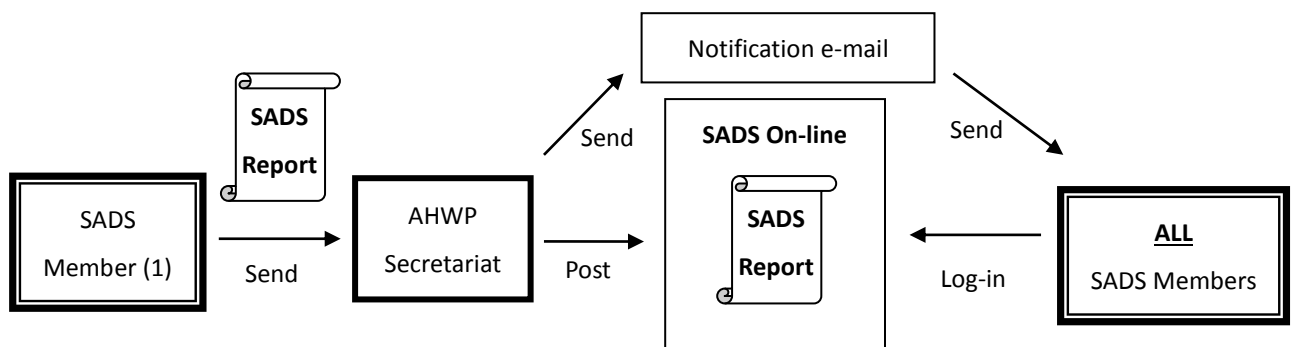 Notification e-mail
SADS
Report
Send
Send
SADS On-line
SADS
Member (1)
Send
AHWP
Secretariat
Post
SADS
Report
Log-in
ALL
SADS Members